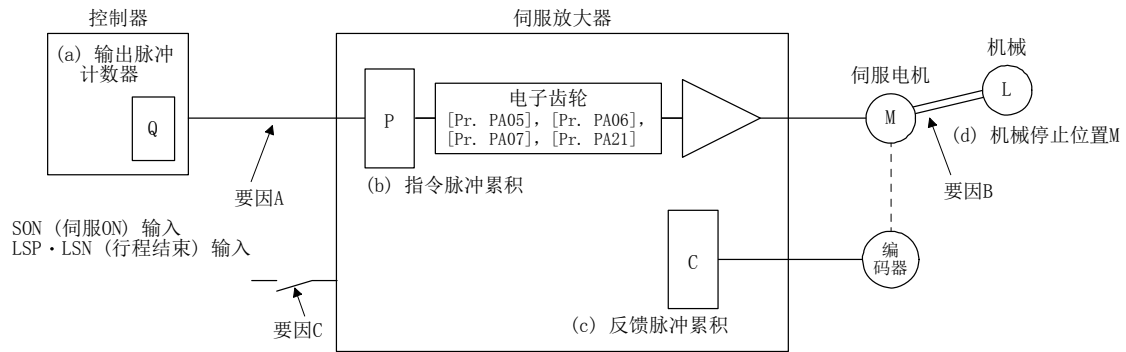 控制器
伺服放大器
(a) 输出脉冲
计数器
Q
P
电子齿轮
[Pr. PA05], [Pr. PA06],
[Pr. PA07], [Pr. PA21]
伺服电机
机械
L
M
(d) 机械停止位置M
(b) 指令脉冲累积
要因A
要因B
SON (伺服ON) 输入
LSP・LSN (行程结束) 输入
C
编
码器
要因C
(c) 反馈脉冲累积